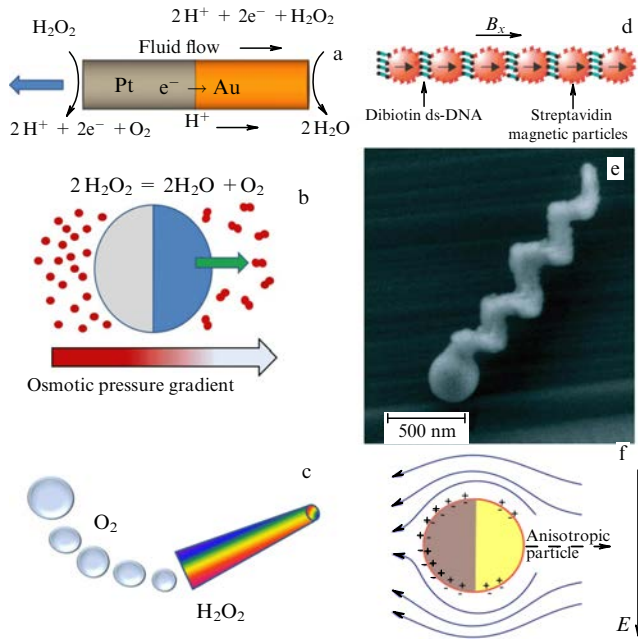 a
2 H⁺ + 2e⁻ + H₂O₂
H₂O₂
Fluid flow
Pt e⁻ → Au
2 H⁺ + 2e⁻ + O₂
H⁺
2 H₂O
b
2 H₂O₂ = 2H₂O + O₂
Osmotic pressure gradient
c
O₂
H₂O₂
d
Bₓ
Dibiotin ds-DNA
Streptavidin
magnetic particles
e
500 nm
f
Anisotropic
particle
E